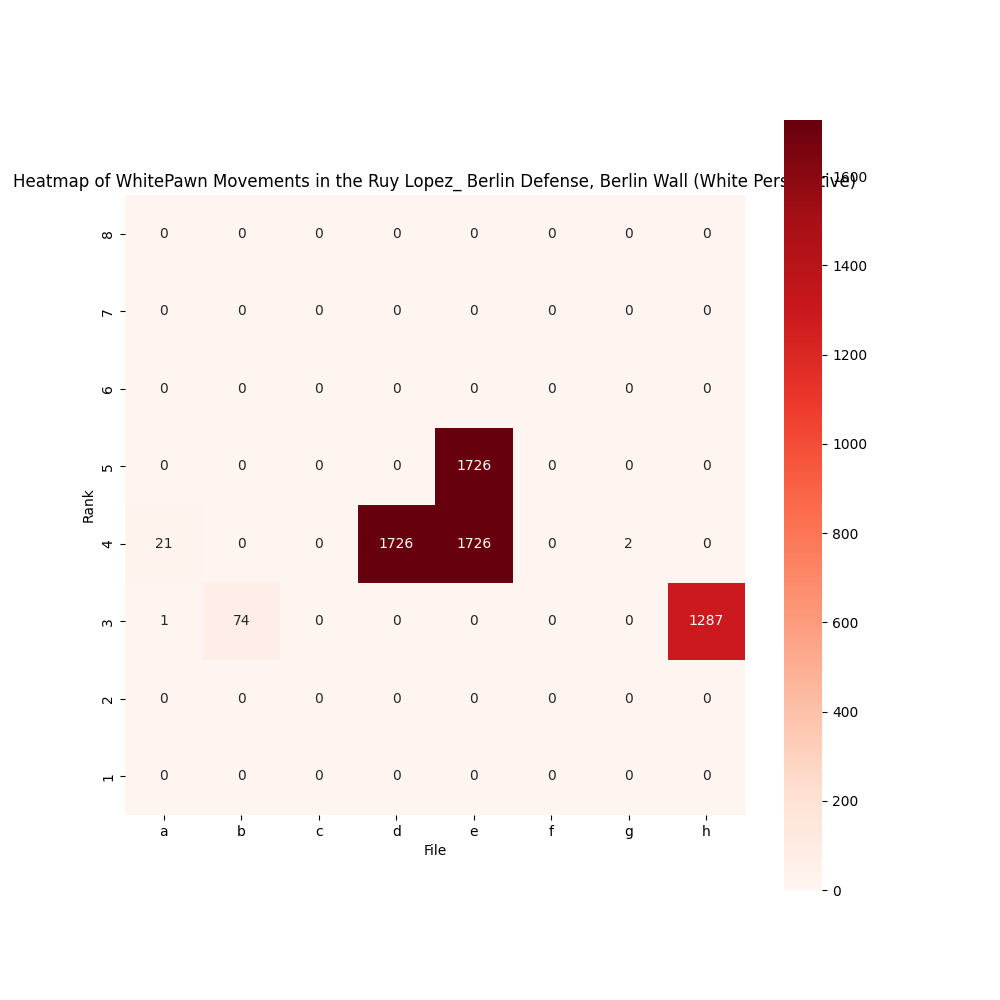 Heatmap of WhitePawn Movements in the Ruy Lopez_ Berlin Defense, Berlin Wall (White Perspective)
8 0 0 0 0 0 0 0 0
7 0 0 0 0 0 0 0 0
6 0 0 0 0 0 0 0 0
5 0 0 0 0 1726 0 0 0
4 21 0 0 1726 1726 0 2 0
3 1 74 0 0 0 0 0 1287
2 0 0 0 0 0 0 0 0
1 0 0 0 0 0 0 0 0
a b c d e f g h
File
Rank
1600
1400
1200
1000
800
600
400
200
0